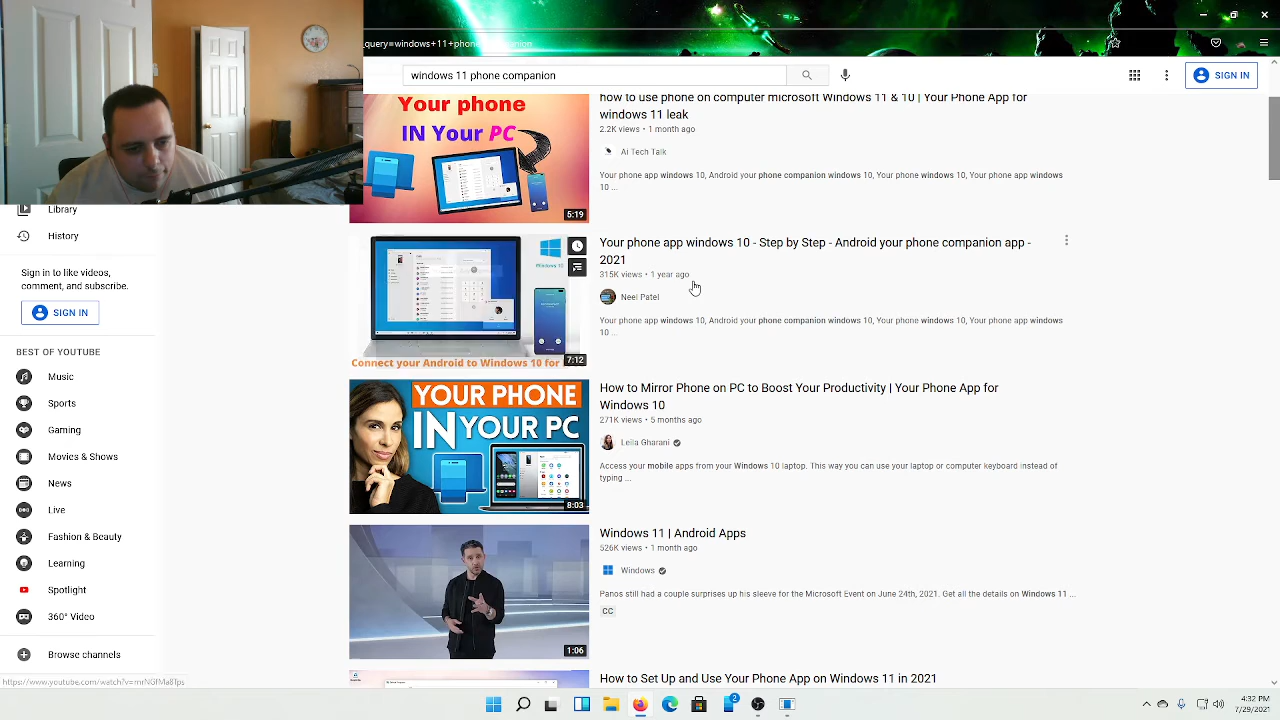 query=windows+11+phone
nion
windows 11 phone companion
SIGN IN
Your phone
IN Your PC
5:19
how to use phone on computer microsoft Windows 11 & 10 | Your Phone App for
windows 11 leak
2.2K views • 1 month ago
Ai Tech Talk
Your phone app windows 10, Android your phone companion windows 10, Your phone windows 10, Your phone app windows
10 ...
Library
History
Sign in to like videos,
comment, and subscribe.
SIGN IN
BEST OF YOUTUBE
Music
Sports
Gaming
Movies & Shows
News
Live
Fashion & Beauty
Learning
Spotlight
360° Video
Browse channels
Windows 10
Connect your Android to Windows 10 for
7:12
Your phone app windows 10 - Step by Step - Android your phone companion app -
2021
315K views • 1 year ago
Neel Patel
Your phone app windows 10, Android your phone companion windows 10, Your phone windows 10, Your phone app windows
10 ...
YOUR PHONE
IN YOUR PC
8:03
How to Mirror Phone on PC to Boost Your Productivity | Your Phone App for
Windows 10
271K views • 5 months ago
Leila Gharani
Access your mobile apps from your Windows 10 laptop. This way you can use your laptop or computer keyboard instead of
typing ...
1:06
Windows 11 | Android Apps
526K views • 1 month ago
Windows
Panos still had a couple surprises up his sleeve for the Microsoft Event on June 24th, 2021. Get all the details on Windows 11 ...
CC
How to Set Up and Use Your Phone App on Windows 11 in 2021
2
4:32 PM
7/29/2021